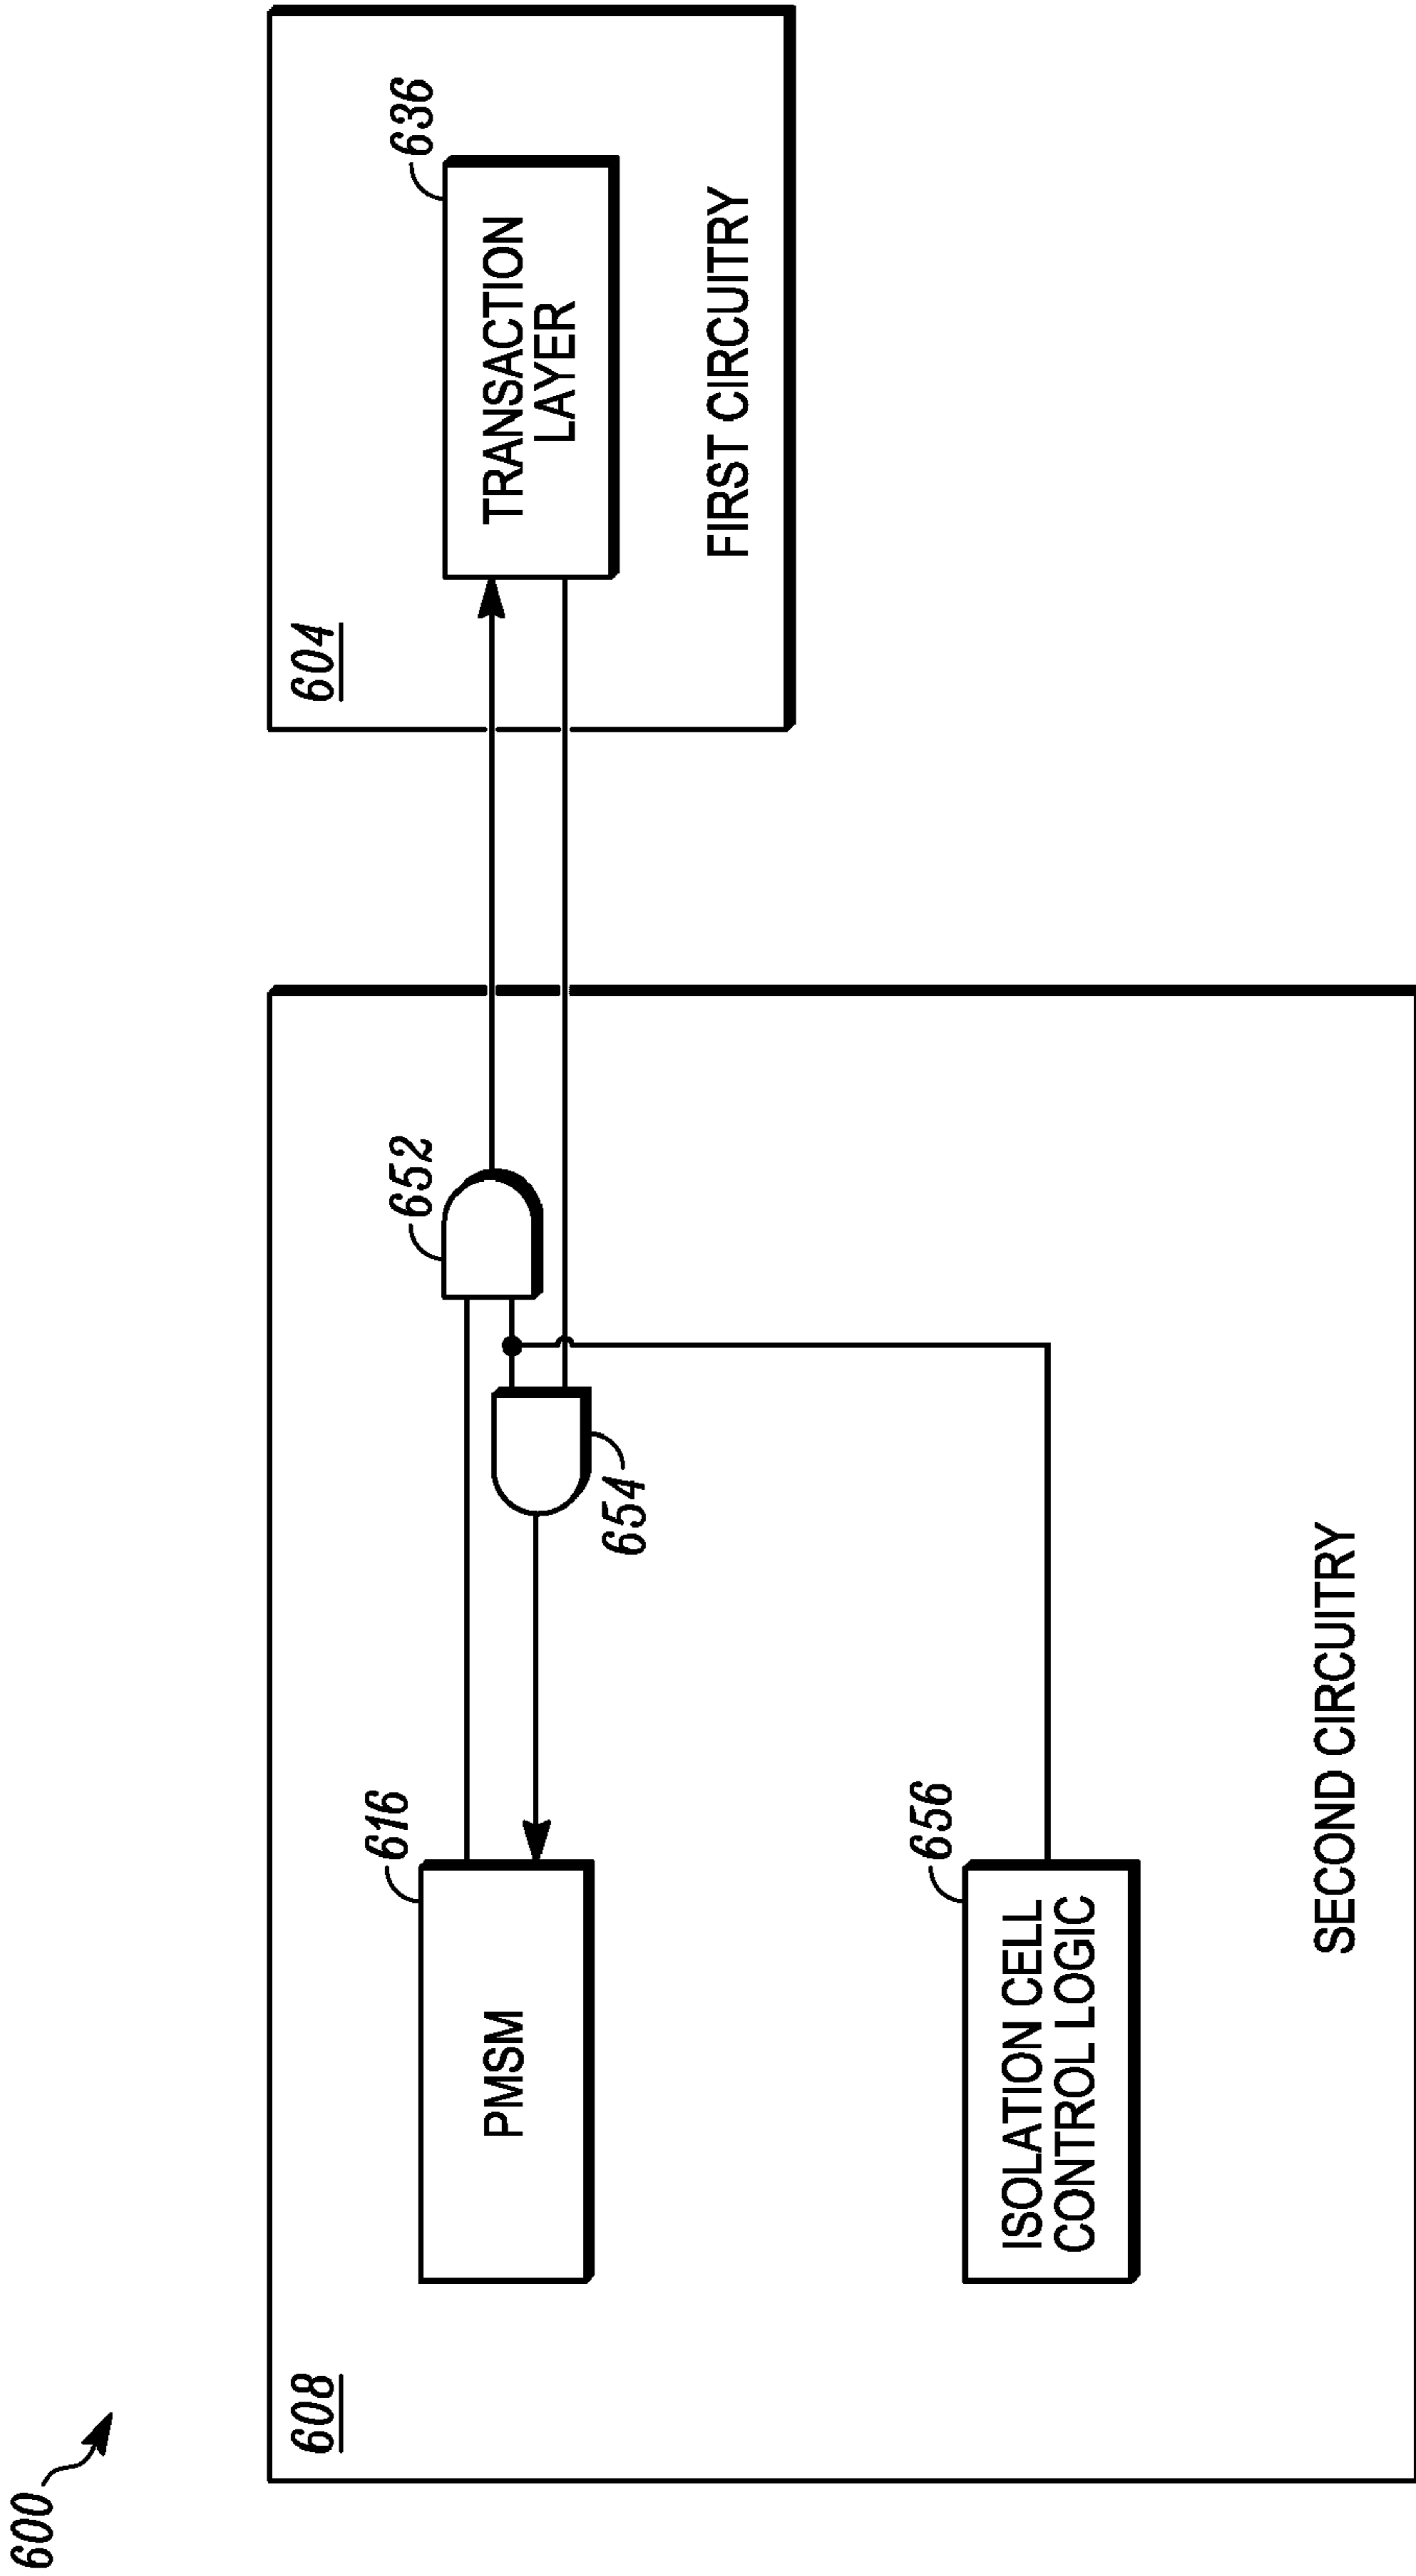 600
608
616
PMSM
652
654
656
ISOLATION CELL
CONTROL LOGIC
SECOND CIRCUITRY
604
636
TRANSACTION
LAYER
FIRST CIRCUITRY